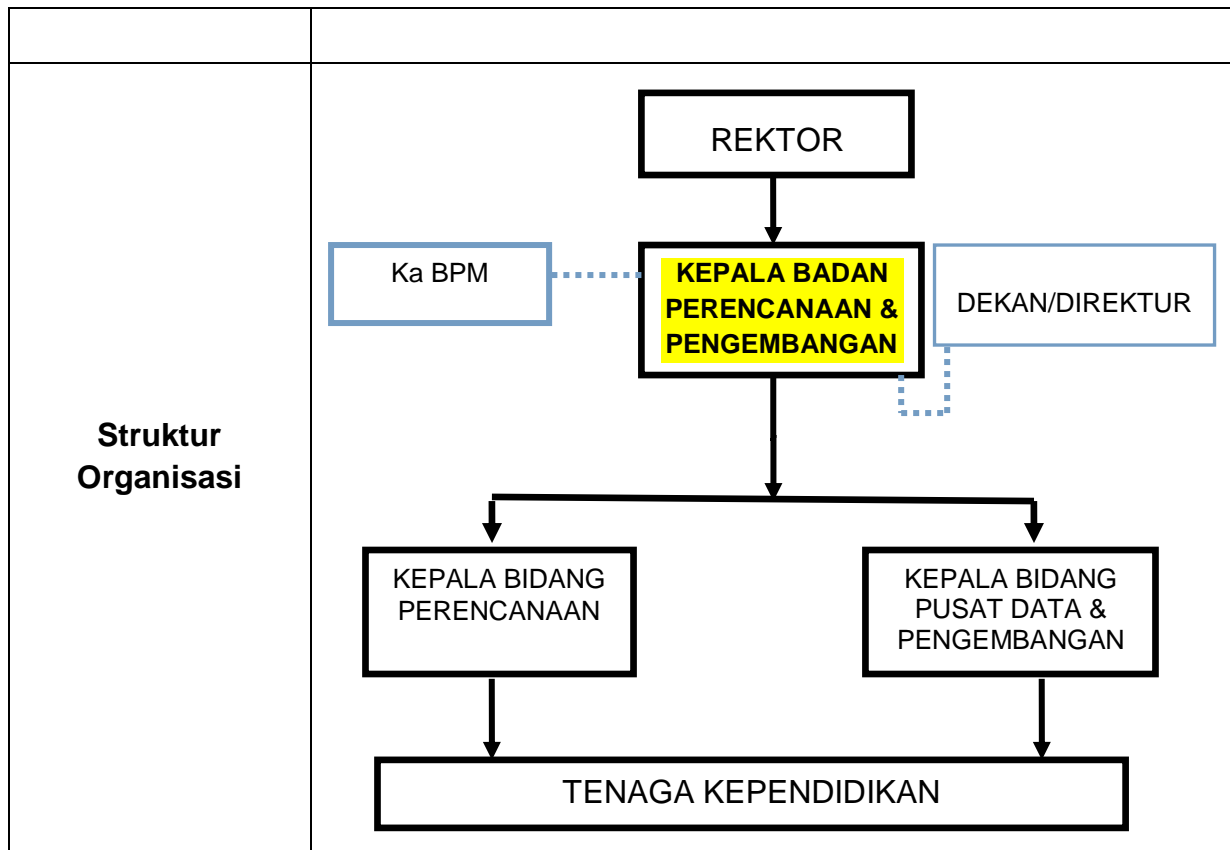 Struktur
Organisasi
REKTOR
Ka BPM
KEPALA BADAN
PERENCANAAN &
PENGEMBANGAN
DEKAN/DIREKTUR
KEPALA BIDANG
PERENCANAAN
KEPALA BIDANG
PUSAT DATA &
PENGEMBANGAN
TENAGA KEPENDIDIKAN